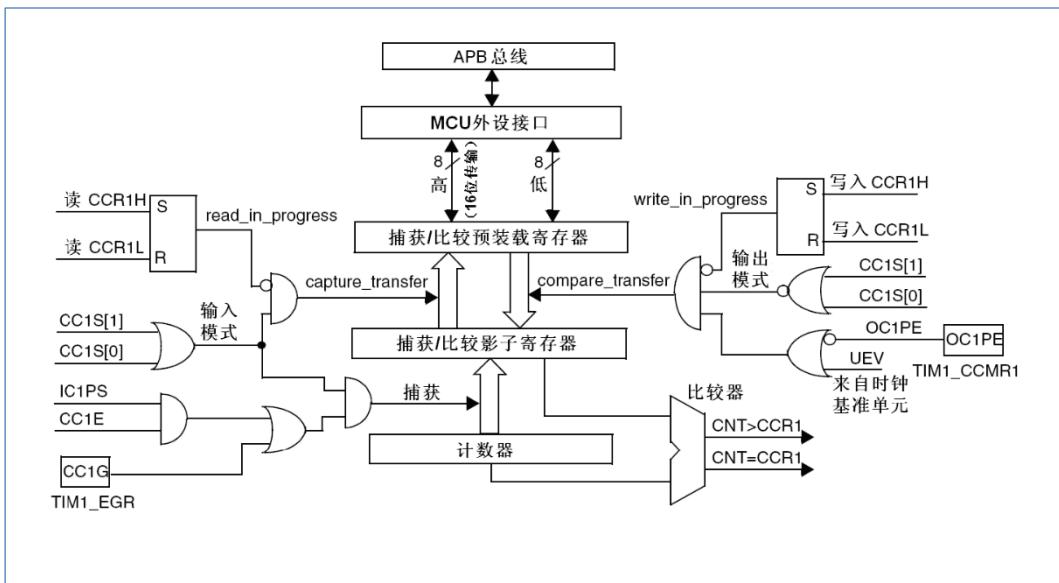 APB 总线
MCU外设接口
8
高
(16位传输)
8
低
读 CCR1H
S
read_in_progress
读 CCR1L
R
write_in_progress
S
写入 CCR1H
R
写入 CCR1L
捕获/比较预装载寄存器
输入
模式
capture_transfer
compare_transfer
输出
模式
CC1S[1]
CC1S[0]
CC1S[1]
CC1S[0]
捕获/比较影子寄存器
OC1PE
OC1PE
UEV
TIM1_CCMR1
来自时钟
基准单元
IC1PS
CC1E
捕获
比较器
CNT>CCR1
计数器
CNT=CCR1
CC1G
TIM1_EGR